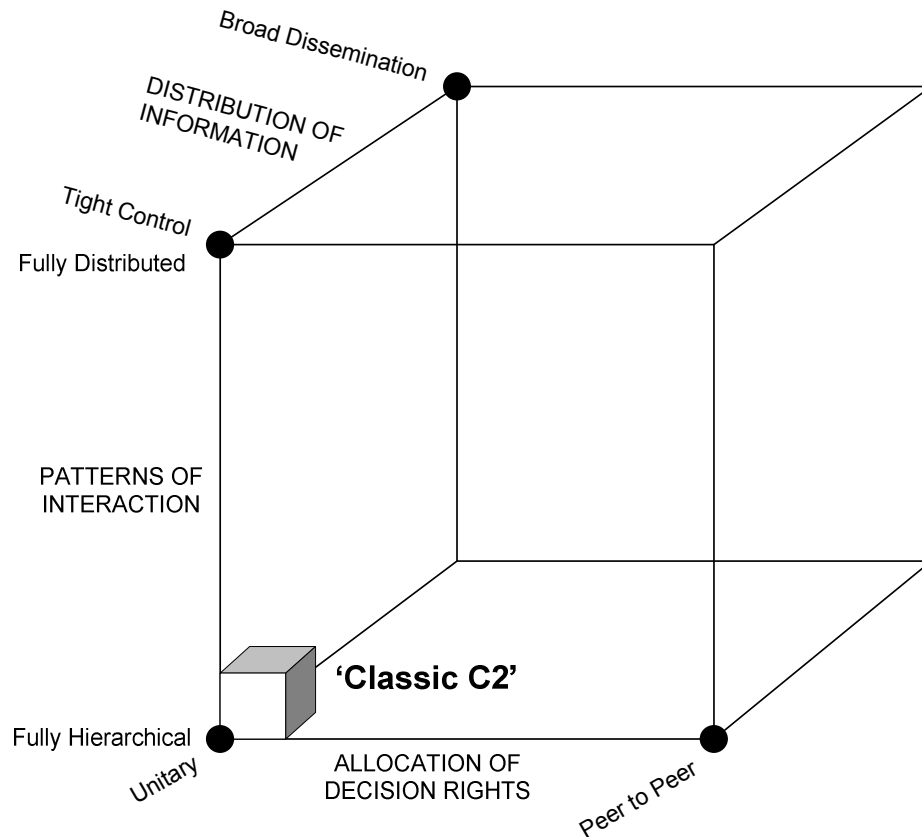 Broad Dissemination
DISTRIBUTION OF
INFORMATION
Tight Control
Fully Distributed
PATTERNS OF
INTERACTION
‘Classic C2’
Fully Hierarchical
Unitary
ALLOCATION OF
DECISION RIGHTS
Peer to Peer